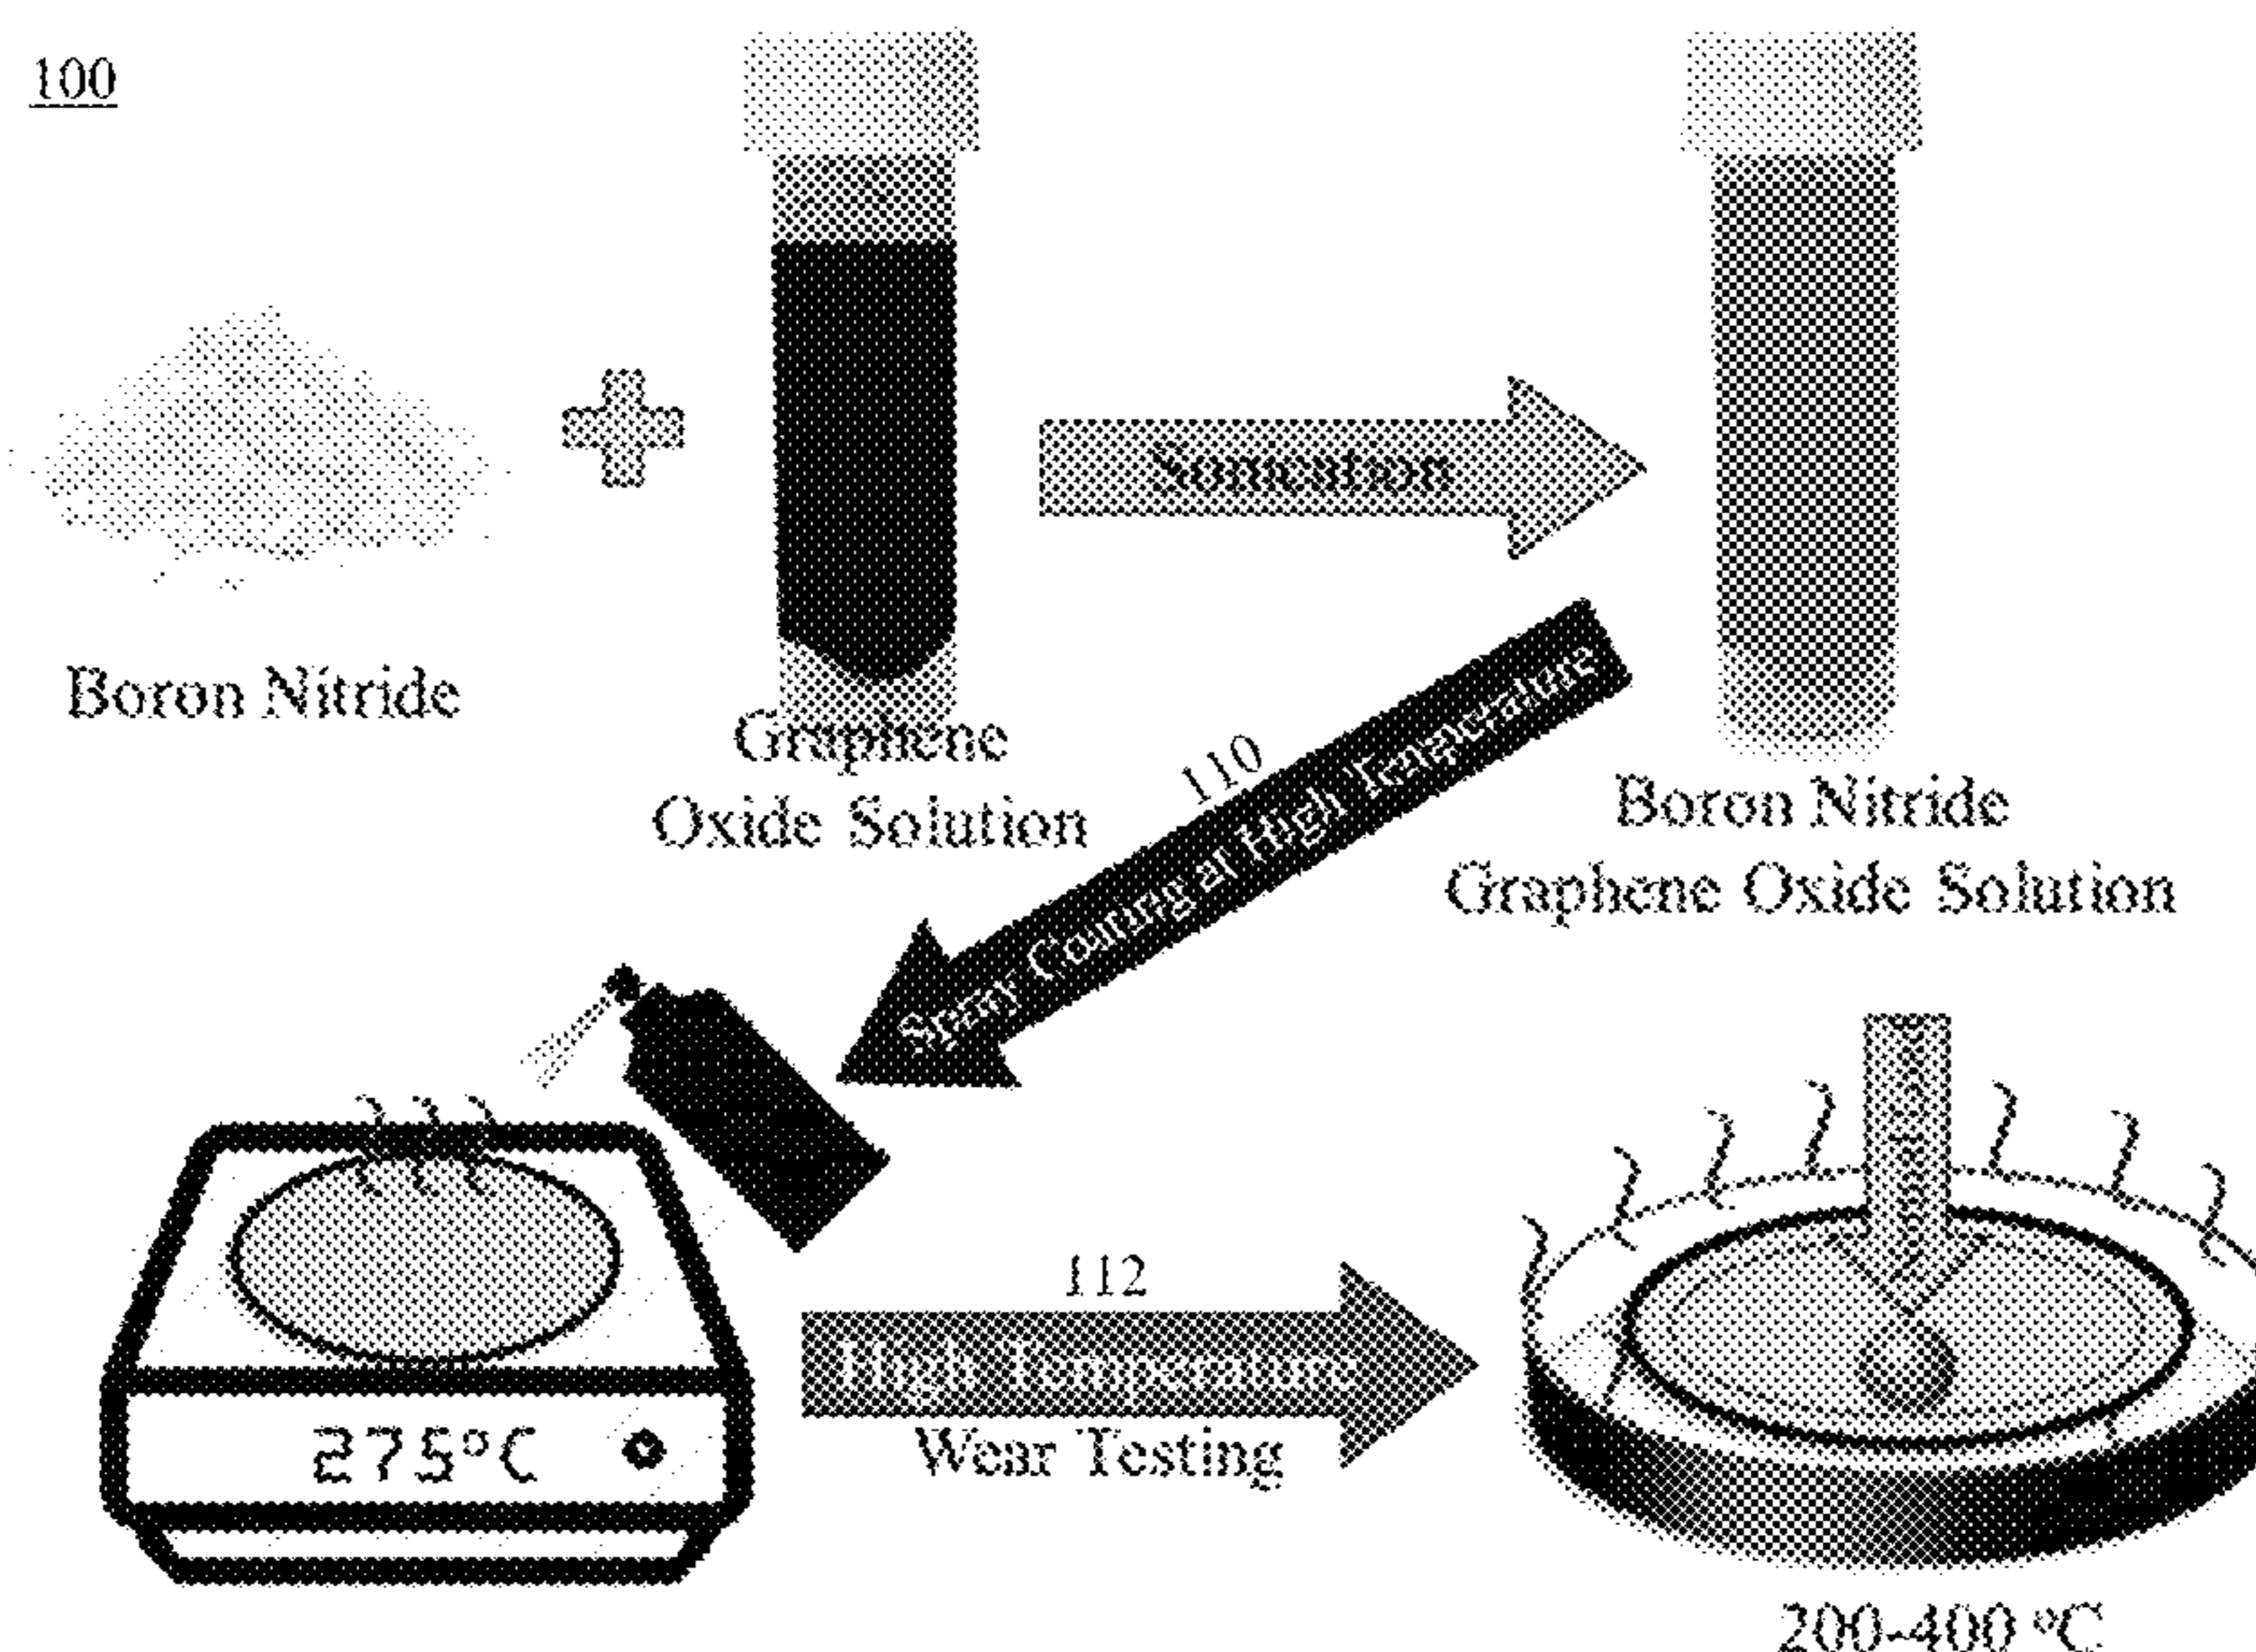 100
Sonication
Boron Nitride
Graphene
Oxide Solution
110
Spray Coating at High Temperature
Boron Nitride
Graphene Oxide Solution
112
High Temperature
Wear Testing
275°C
200-400 °C